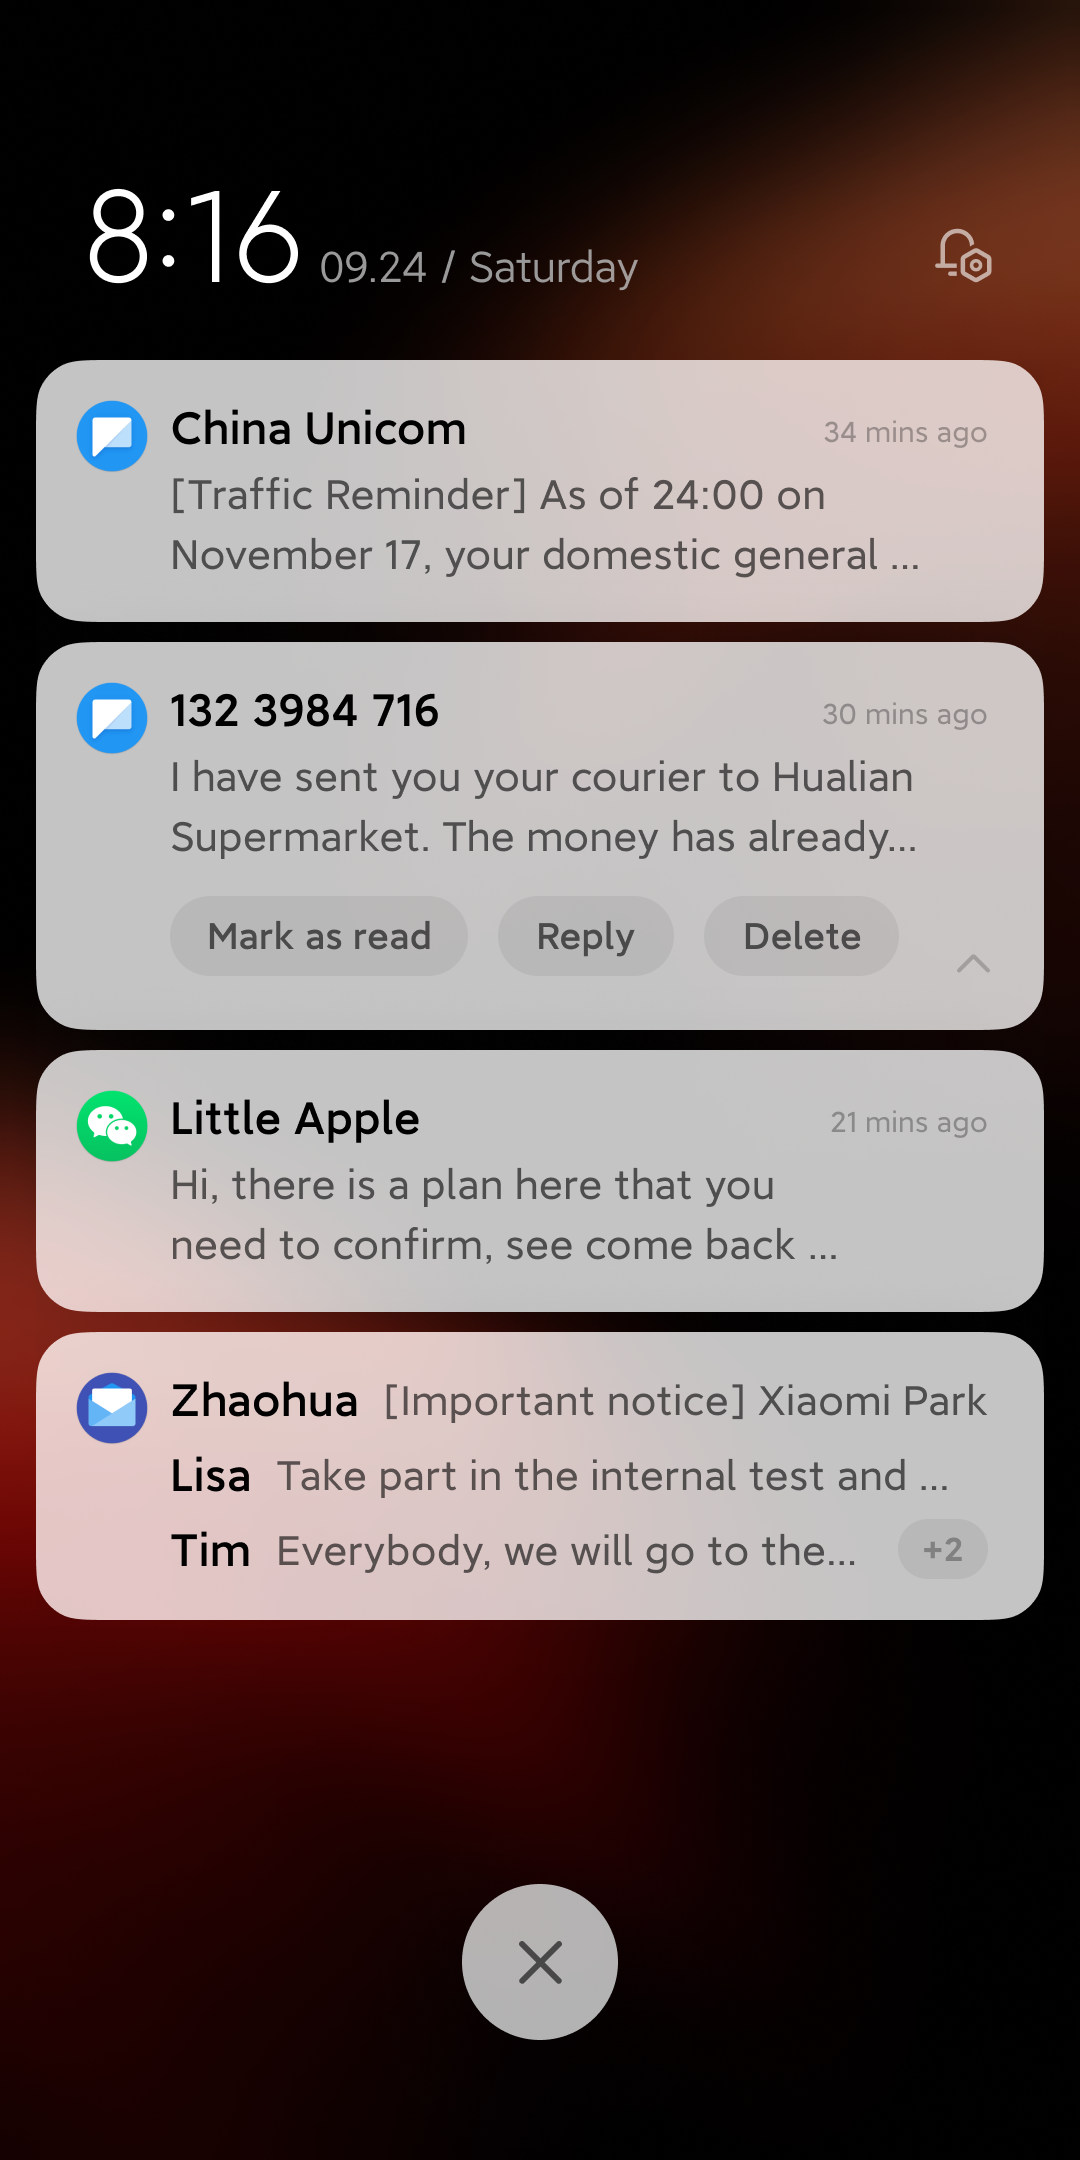 8:16 09.24 / Saturday
China Unicom 34 mins ago
[Traffic Reminder] As of 24:00 on
November 17, your domestic general ...
132 3984 716 30 mins ago
I have sent you your courier to Hualian
Supermarket. The money has already...
Mark as read Reply Delete
Little Apple 21 mins ago
Hi, there is a plan here that you
need to confirm, see come back ...
Zhaohua [Important notice] Xiaomi Park
Lisa Take part in the internal test and ...
Tim Everybody, we will go to the... +2